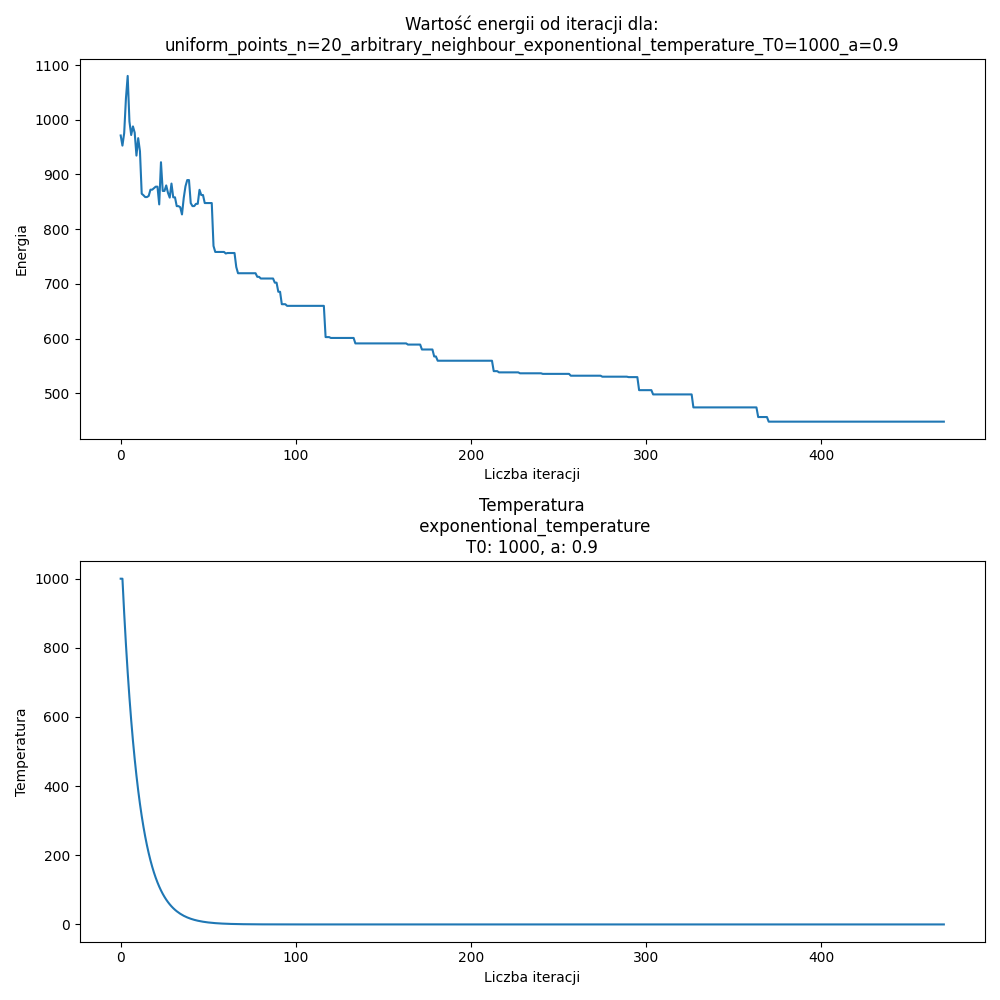 Wartość energii od iteracji dla:
uniform_points_n=20_arbitrary_neighbour_exponentional_temperature_T0=1000_a=0.9
1100
1000
900
800
700
600
500
Energia
0 100 200 300 400
Liczba iteracji
Temperatura
exponentional_temperature
T0: 1000, a: 0.9
1000
800
600
400
200
0
Temperatura
0 100 200 300 400
Liczba iteracji